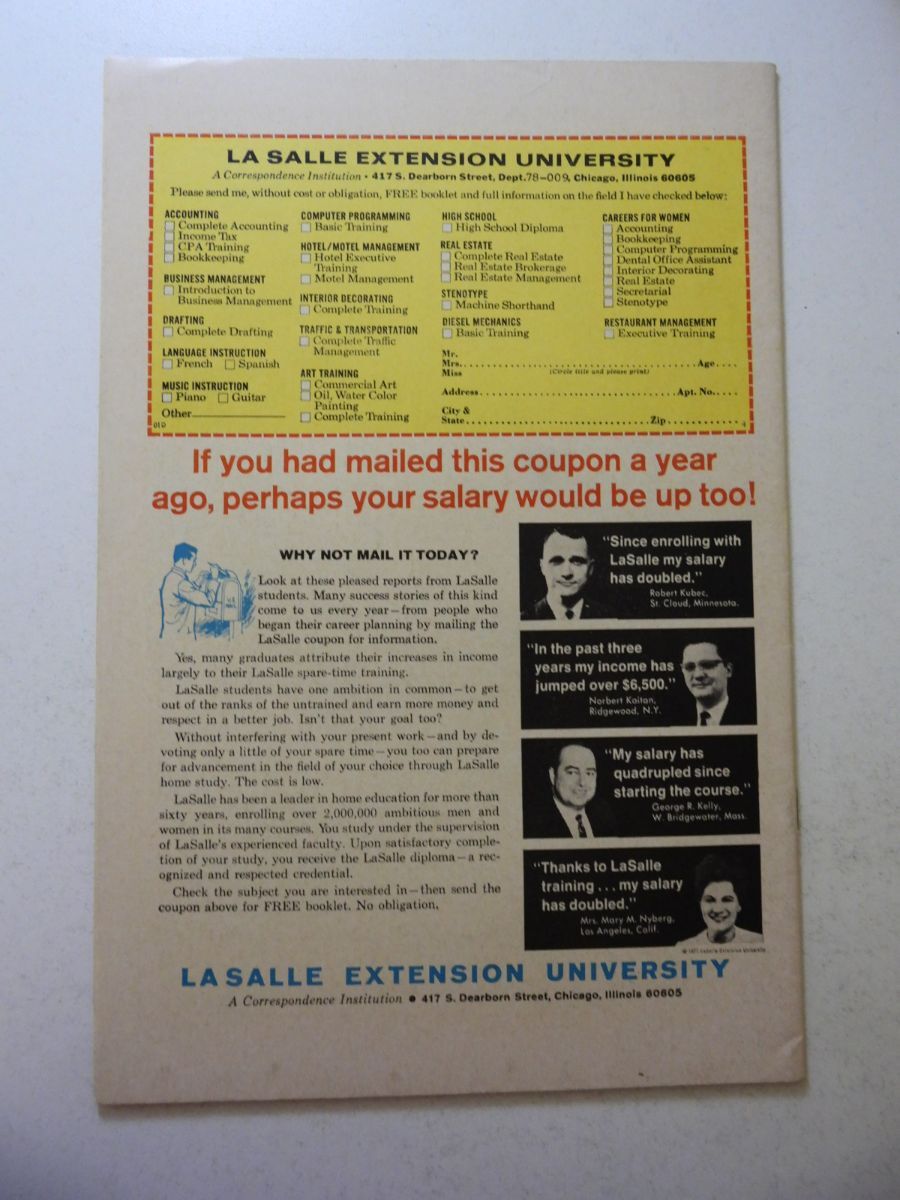 LA SALLE EXTENSION UNIVERSITY
A Correspondence Institution • 417 S. Dearborn Street, Dept. 78-009, Chicago, Illinois 60605
Please send me, without cost or obligation, FREE booklet and full information on the field I have checked below:
ACCOUNTING
Complete Accounting
Income Tax
CPA Training
Bookkeeping
BUSINESS MANAGEMENT
Introduction to
Business Management
DRAFTING
Complete Drafting
LANGUAGE INSTRUCTION
French Spanish
MUSIC INSTRUCTION
Piano Guitar
Other
COMPUTER PROGRAMMING
Basic Training
HOTEL/MOTEL MANAGEMENT
Hotel Executive
Training
Motel Management
INTERIOR DECORATING
Complete Training
TRAFFIC & TRANSPORTATION
Complete Traffic
Management
ART TRAINING
Commercial Art
Oil, Water Color
Painting
Complete Training
HIGH SCHOOL
High School Diploma
REAL ESTATE
Complete Real Estate
Real Estate Brokerage
Real Estate Management
STENOTYPE
Machine Shorthand
DIESEL MECHANICS
Basic Training
CAREERS FOR WOMEN
Accounting
Bookkeeping
Computer Programming
Dental Office Assistant
Interior Decorating
Real Estate
Secretarial
Stenotype
RESTAURANT MANAGEMENT
Executive Training
Mr.
Mrs. Age
Miss (Circle title and please print)
Address Apt. No.
City &
State Zip
If you had mailed this coupon a year
ago, perhaps your salary would be up too!
WHY NOT MAIL IT TODAY?
Look at these pleased reports from LaSalle
students. Many success stories of this kind
come to us every year—from people who
began their career planning by mailing the
LaSalle coupon for information.
Yes, many graduates attribute their increases in income
largely to their LaSalle spare-time training.
LaSalle students have one ambition in common—to get
out of the ranks of the untrained and earn more money and
respect in a better job. Isn't that your goal too?
Without interfering with your present work—and by de-
voting only a little of your spare time—you too can prepare
for advancement in the field of your choice through LaSalle
home study. The cost is low.
LaSalle has been a leader in home education for more than
sixty years, enrolling over 2,000,000 ambitious men and
women in its many courses. You study under the supervision
of LaSalle's experienced faculty. Upon satisfactory comple-
tion of your study, you receive the LaSalle diploma—a rec-
ognized and respected credential.
Check the subject you are interested in—then send the
coupon above for FREE booklet. No obligation.
"Since enrolling with
LaSalle my salary
has doubled."
Robert Kubec,
St. Cloud, Minnesota.
"In the past three
years my income has
jumped over $6,500."
Norbert Kaitan,
Ridgewood, N.Y.
"My salary has
quadrupled since
starting the course."
George R. Kelly,
W. Bridgewater, Mass.
"Thanks to LaSalle
training . . . my salary
has doubled."
Mrs. Mary M. Nyberg,
Los Angeles, Calif.
LA SALLE EXTENSION UNIVERSITY
A Correspondence Institution • 417 S. Dearborn Street, Chicago, Illinois 60605